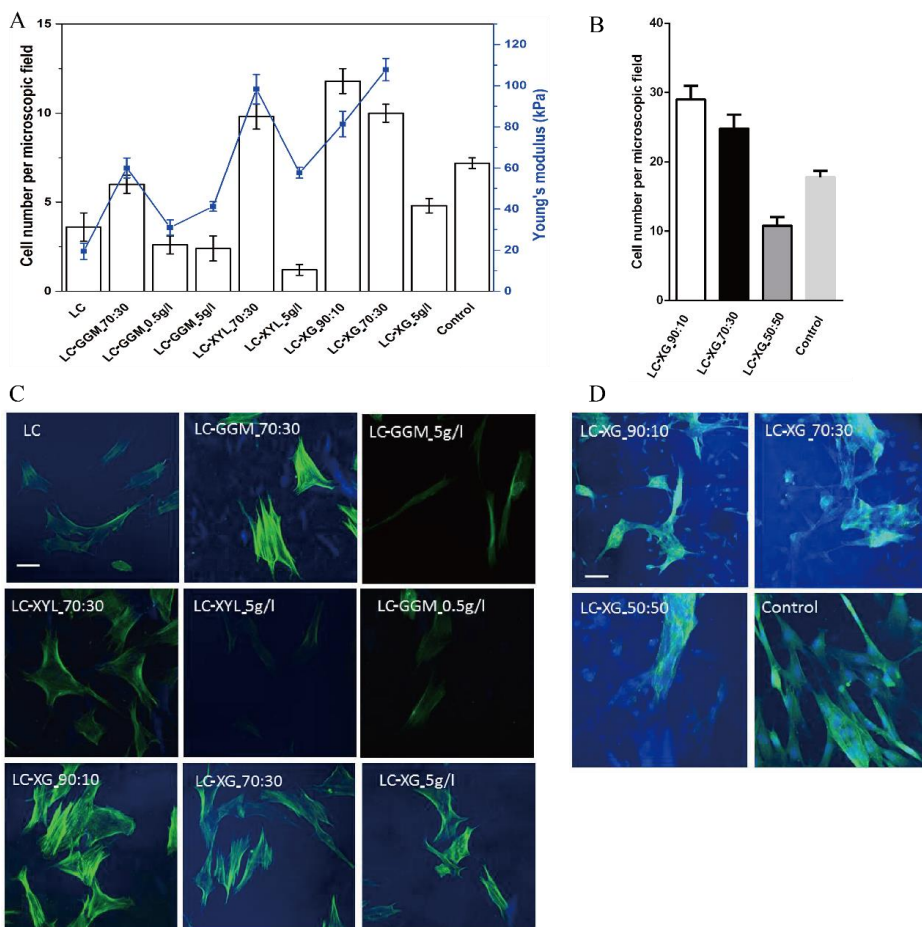 A
Cell number per microscopic field
15
10
5
0
Young's modulus (kPa)
120
100
80
60
40
20
0
LC
LC-GGM_70:30
LC-GGM_0.5g/l
LC-GGM_5g/l
LC-XYL_70:30
LC-XYL_5g/l
LC-XG_90:10
LC-XG_70:30
LC-XG_5g/l
Control
B
Cell number per microscopic field
40
30
20
10
0
LC-XG_90:10
LC-XG_70:30
LC-XG_50:50
Control
C
LC
LC-GGM_70:30
LC-GGM_5g/l
LC-XYL_70:30
LC-XYL_5g/l
LC-GGM_0.5g/l
LC-XG_90:10
LC-XG_70:30
LC-XG_5g/l
D
LC-XG_90:10
LC-XG_70:30
LC-XG_50:50
Control